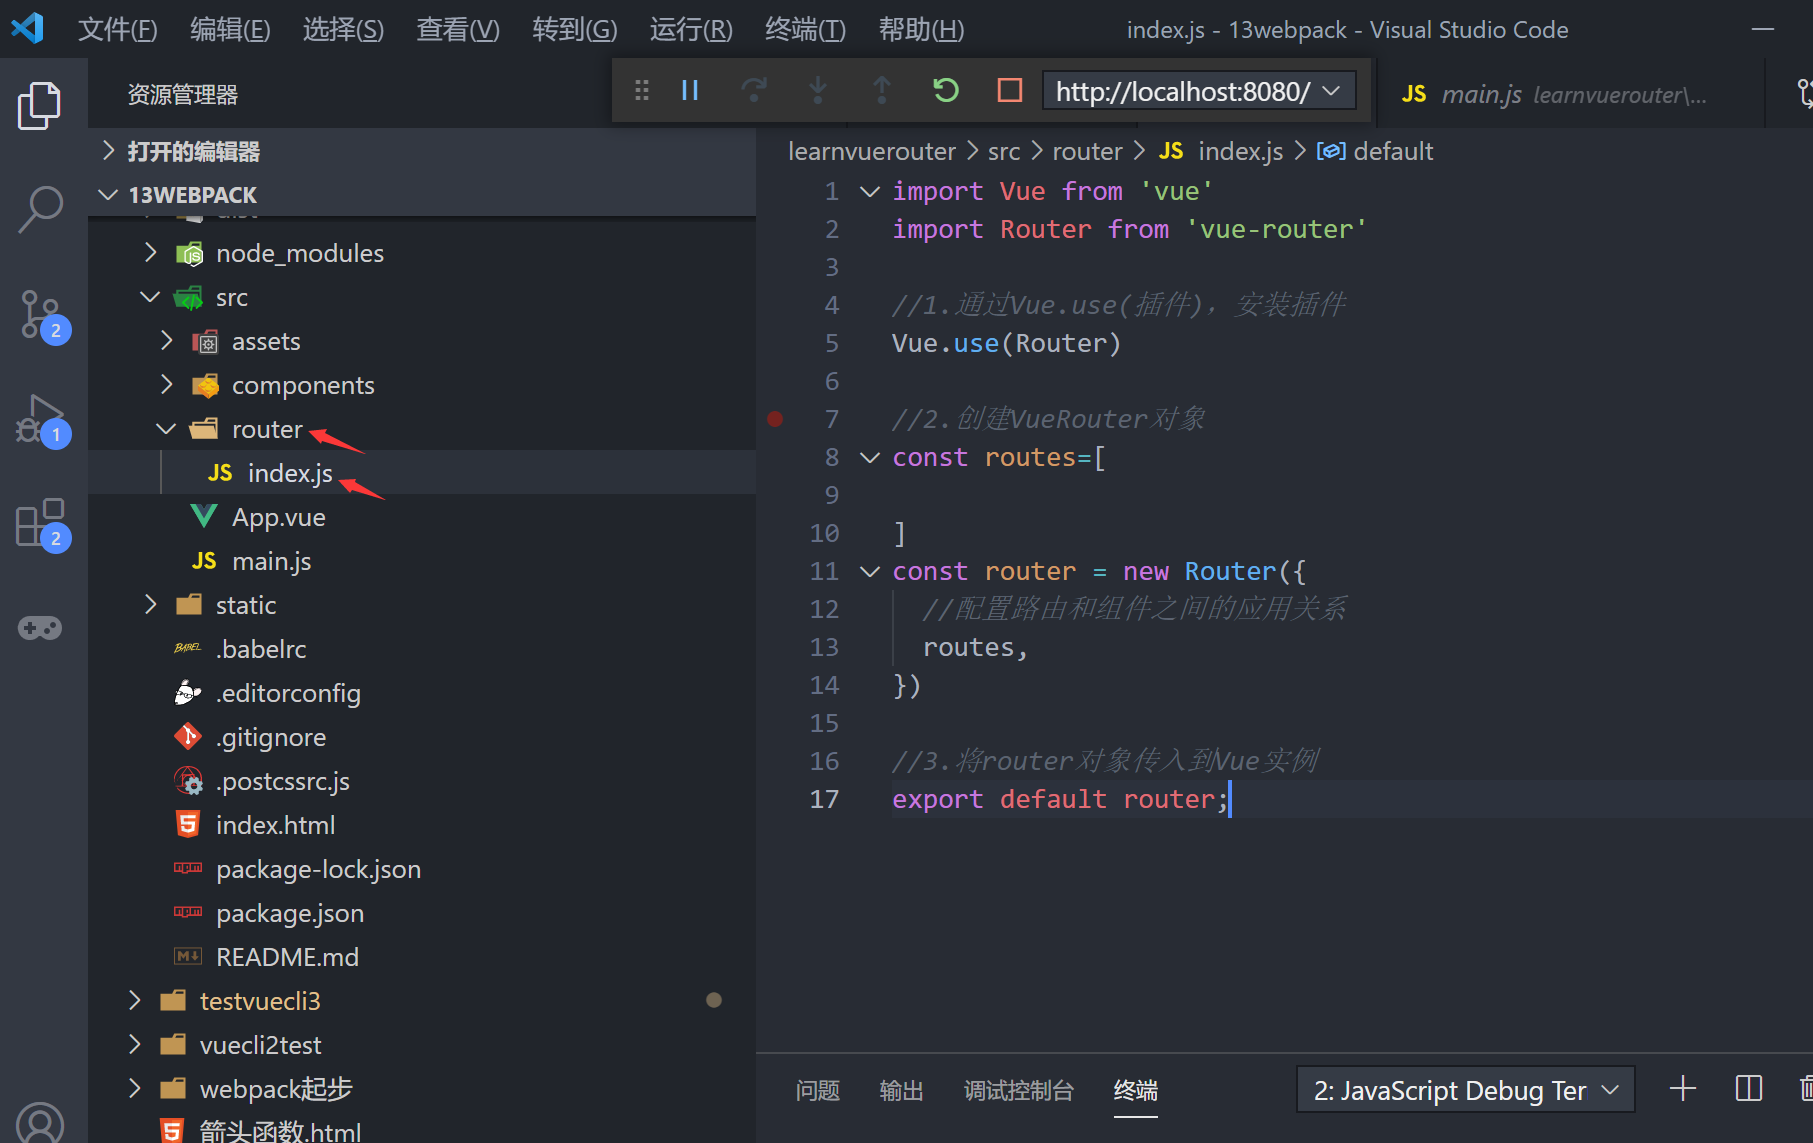 文件(F) 编辑(E) 选择(S) 查看(V) 转到(G) 运行(R) 终端(T) 帮助(H) index.js - 13webpack - Visual Studio Code
资源管理器
http://localhost:8080/
JS main.js learnvuerouter\...
打开的编辑器
13WEBPACK
node_modules
src
assets
components
router
JS index.js
App.vue
JS main.js
static
BABEL .babelrc
.editorconfig
.gitignore
.postcssrc.js
5 index.html
package-lock.json
package.json
M README.md
testvuecli3
vuecli2test
webpack起步
5 箭头函数.html
2
1
2
learnvuerouter > src > router > JS index.js > default
1 import Vue from 'vue'
2 import Router from 'vue-router'
3
4 //1.通过Vue.use(插件)，安装插件
5 Vue.use(Router)
6
7 //2.创建VueRouter对象
8 const routes=[
9
10 ]
11 const router = new Router({
12 //配置路由和组件之间的应用关系
13 routes,
14 })
15
16 //3.将router对象传入到Vue实例
17 export default router;
问题 输出 调试控制台 终端 2: JavaScript Debug Ter